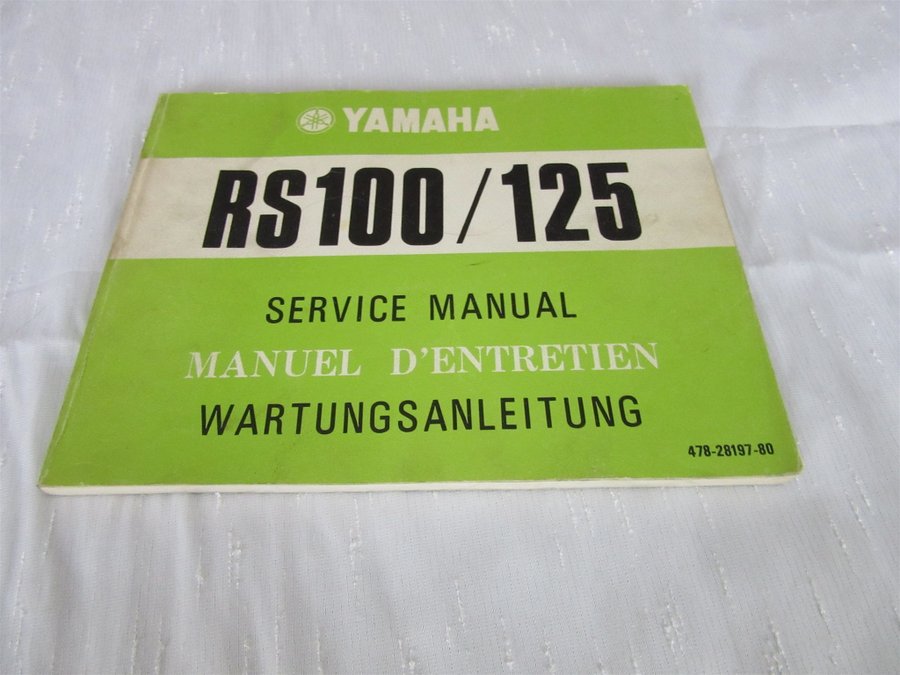 YAMAHA
RS100/125
SERVICE MANUAL
MANUEL D'ENTRETIEN
WARTUNGSANLEITUNG
478-28197-80